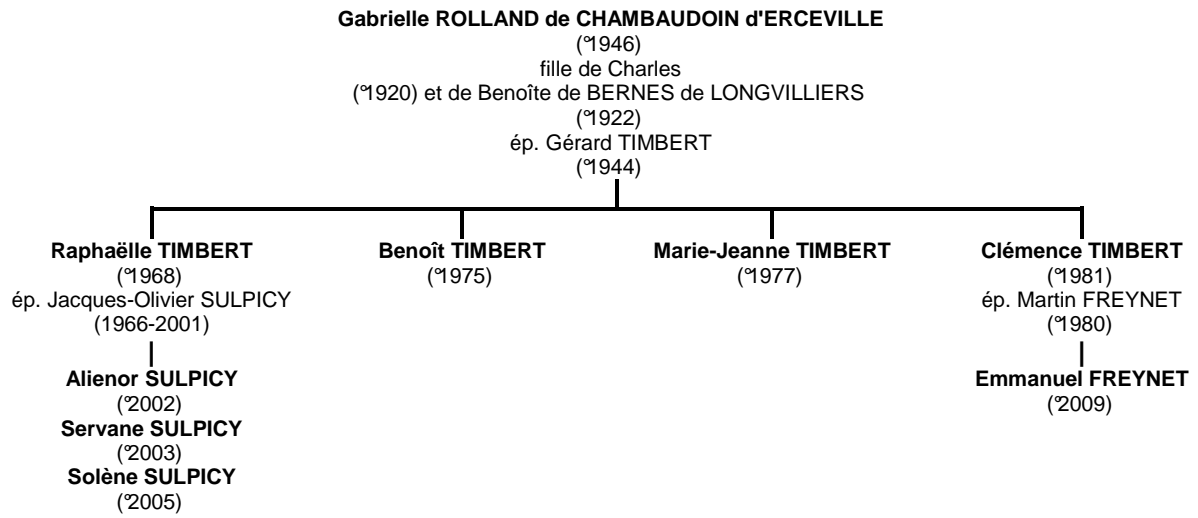 Gabrielle ROLLAND de CHAMBAUDOIN d'ERCEVILLE
(°1946)
fille de Charles
(°1920) et de Benoîte de BERNES de LONGVILLIERS
(°1922)
ép. Gérard TIMBERT
(°1944)
Raphaëlle TIMBERT
(°1968)
ép. Jacques-Olivier SULPICY
(1966-2001)
Alienor SULPICY
(°2002)
Servane SULPICY
(°2003)
Solène SULPICY
(°2005)
Benoît TIMBERT
(°1975)
Marie-Jeanne TIMBERT
(°1977)
Clémence TIMBERT
(°1981)
ép. Martin FREYNET
(°1980)
Emmanuel FREYNET
(°2009)